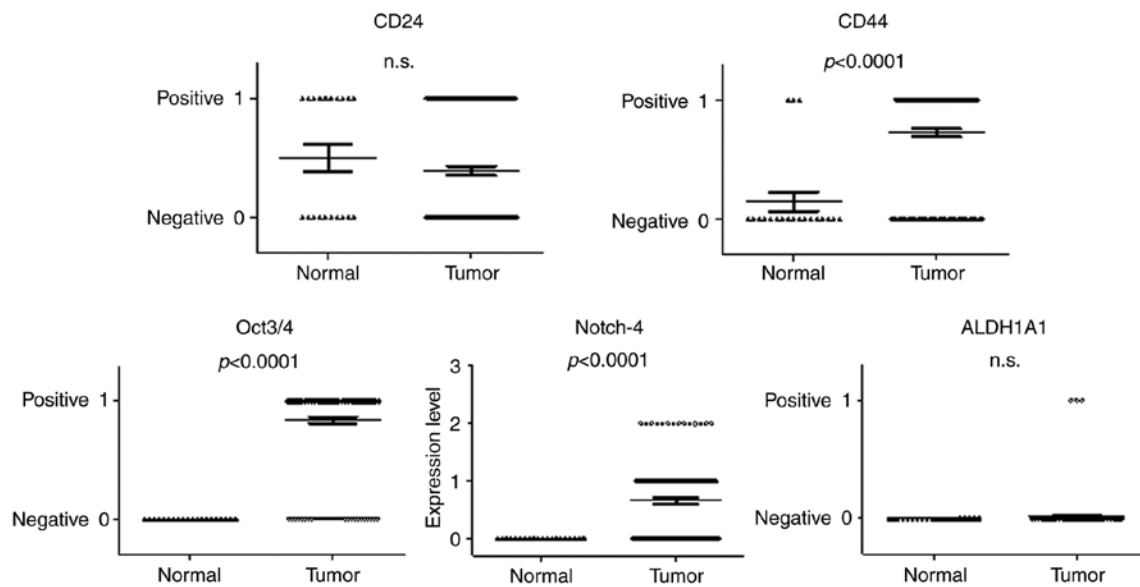 CD24
n.s.
Positive 1
Negative 0
Normal Tumor
CD44
p<0.0001
Positive 1
Negative 0
Normal Tumor
Oct3/4
p<0.0001
Positive 1
Negative 0
Normal Tumor
Notch-4
p<0.0001
Expression level
3
2
1
0
Normal Tumor
ALDH1A1
n.s.
Positive 1
Negative 0
Normal Tumor